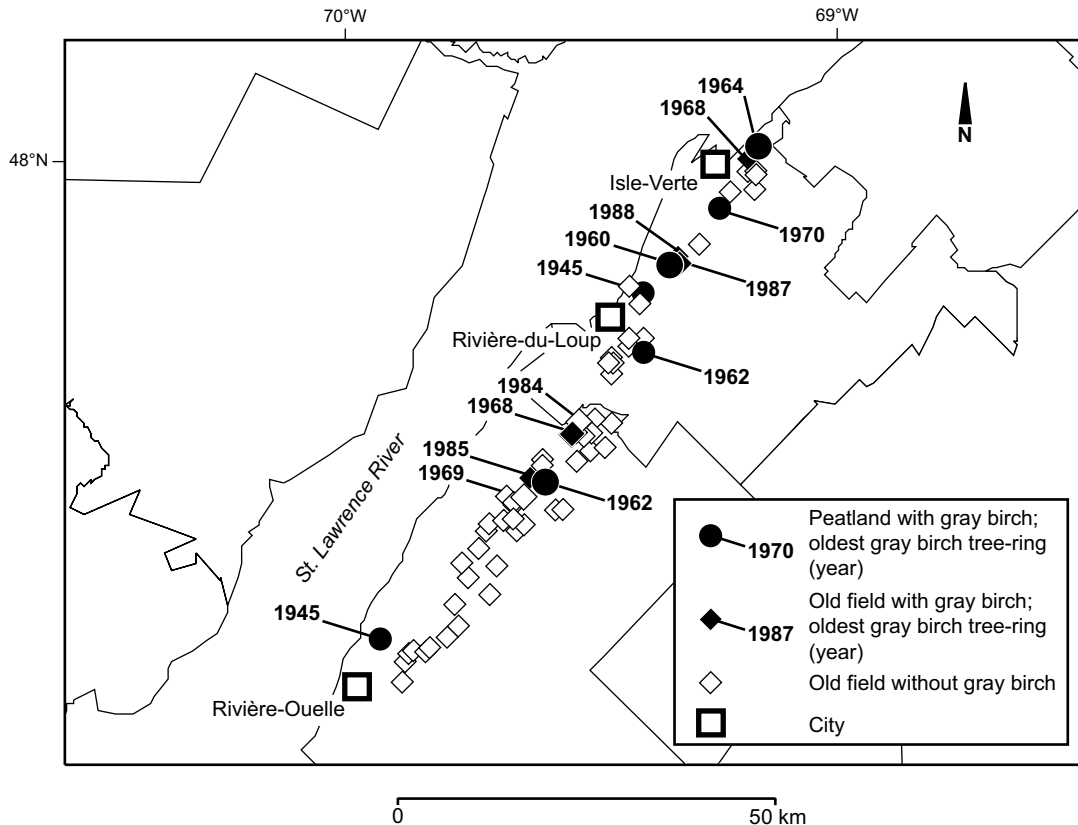 70°W
69°W
1964
1968
N
48°N
Isle-Verte
1988
1970
1960
1945
1987
Rivière-du-Loup
1962
1984
1968
1985
1969
1962
St. Lawrence River
1945
Rivière-Ouelle
1970
Peatland with gray birch;
oldest gray birch tree-ring
(year)
1987
Old field with gray birch;
oldest gray birch tree-ring
(year)
Old field without gray birch
City
0
50 km